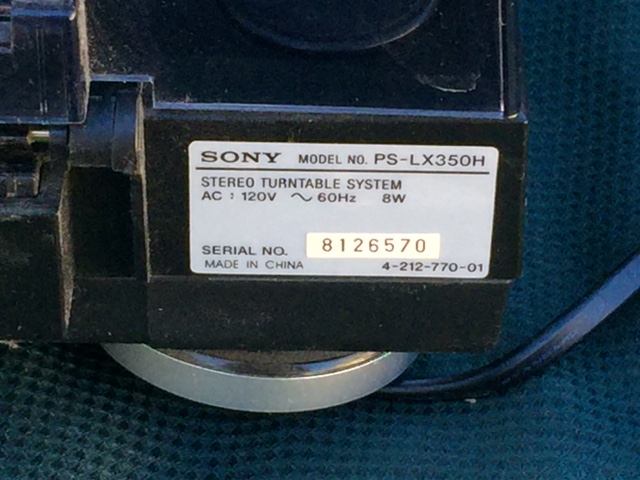 SONY MODEL NO. PS-LX350H
STEREO TURNTABLE SYSTEM
AC : 120V ～ 60Hz 8W
SERIAL NO. 8126570
MADE IN CHINA 4-212-770-01